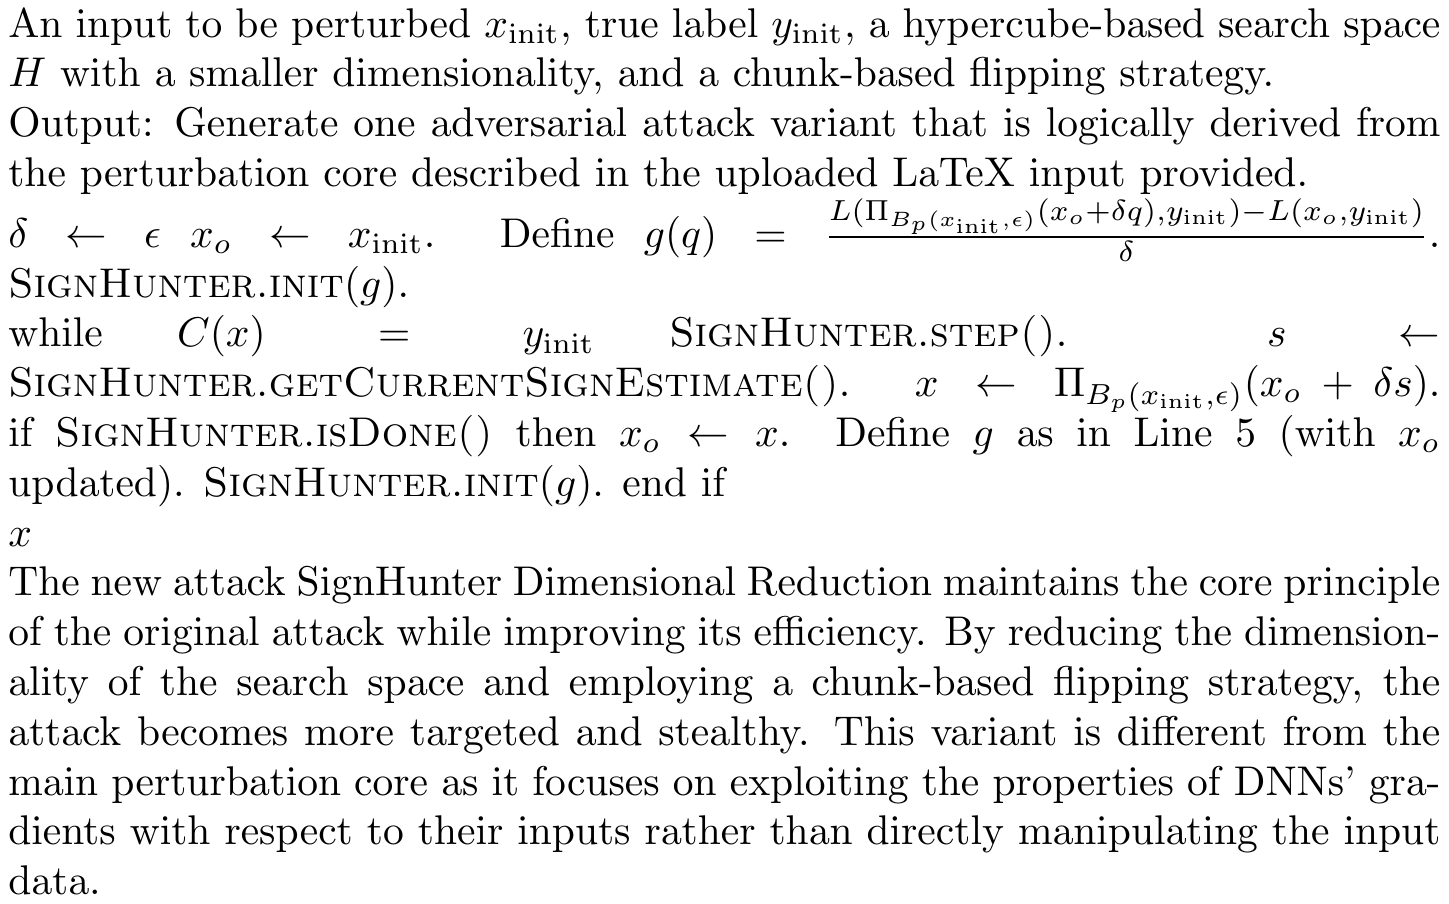 An input to be perturbed $x_{\text{init}}$, true label $y_{\text{init}}$, a hypercube-based search space
$H$ with a smaller dimensionality, and a chunk-based flipping strategy.
Output: Generate one adversarial attack variant that is logically derived from
the perturbation core described in the uploaded LaTeX input provided.
$\delta \leftarrow \epsilon$ $x_o \leftarrow x_{\text{init}}$. Define $g(q) = \frac{L(\Pi_{B_p(x_{\text{init}},\epsilon)}(x_o+\delta q),y_{\text{init}})-L(x_o,y_{\text{init}})}{\delta}$.
SIGNHUNTER.INIT($g$).
while $C(x) = y_{\text{init}}$ SIGNHUNTER.STEP(). $s \leftarrow$
SIGNHUNTER.GETCURRENTSIGNESTIMATE(). $x \leftarrow \Pi_{B_p(x_{\text{init}},\epsilon)}(x_o + \delta s)$.
if SIGNHUNTER.ISDONE() then $x_o \leftarrow x$. Define $g$ as in Line 5 (with $x_o$
updated). SIGNHUNTER.INIT($g$). end if
$x$
The new attack SignHunter Dimensional Reduction maintains the core principle
of the original attack while improving its efficiency. By reducing the dimension-
ality of the search space and employing a chunk-based flipping strategy, the
attack becomes more targeted and stealthy. This variant is different from the
main perturbation core as it focuses on exploiting the properties of DNNs' gra-
dients with respect to their inputs rather than directly manipulating the input
data.